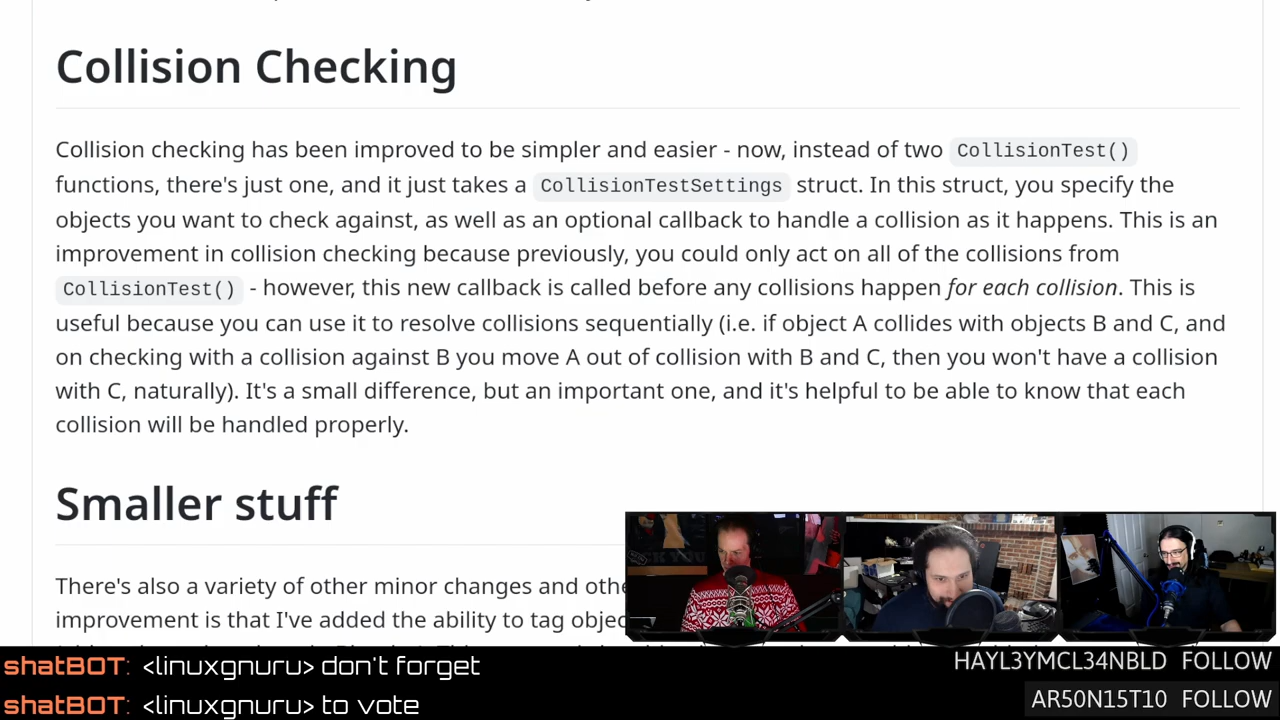 Collision Checking
Collision checking has been improved to be simpler and easier - now, instead of two CollisionTest()
functions, there's just one, and it just takes a CollisionTestSettings struct. In this struct, you specify the
objects you want to check against, as well as an optional callback to handle a collision as it happens. This is an
improvement in collision checking because previously, you could only act on all of the collisions from
CollisionTest() - however, this new callback is called before any collisions happen for each collision. This is
useful because you can use it to resolve collisions sequentially (i.e. if object A collides with objects B and C, and
on checking with a collision against B you move A out of collision with B and C, then you won't have a collision
with C, naturally). It's a small difference, but an important one, and it's helpful to be able to know that each
collision will be handled properly.
Smaller stuff
There's also a variety of other minor changes and othe
improvement is that I've added the ability to tag objec
shatBOT: <linuxgnuru> don't forget
shatBOT: <linuxgnuru> to vote
HAYL3YMCL34NBLD FOLLOW
AR50N15T10 FOLLOW